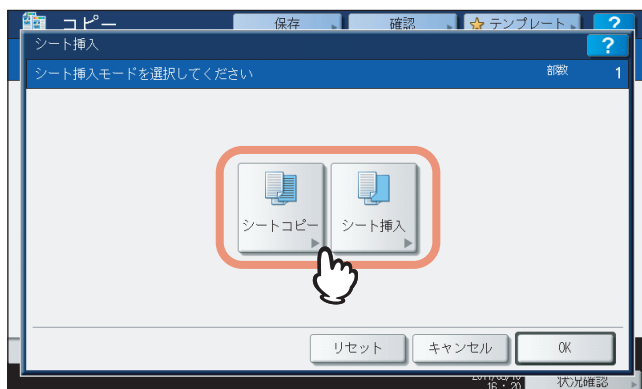 コピー 保存 確認 テンプレート ?
シート挿入 ?
シート挿入モードを選択してください 部数 1
シートコピー シート挿入
リセット キャンセル OK
16:20 状況確認